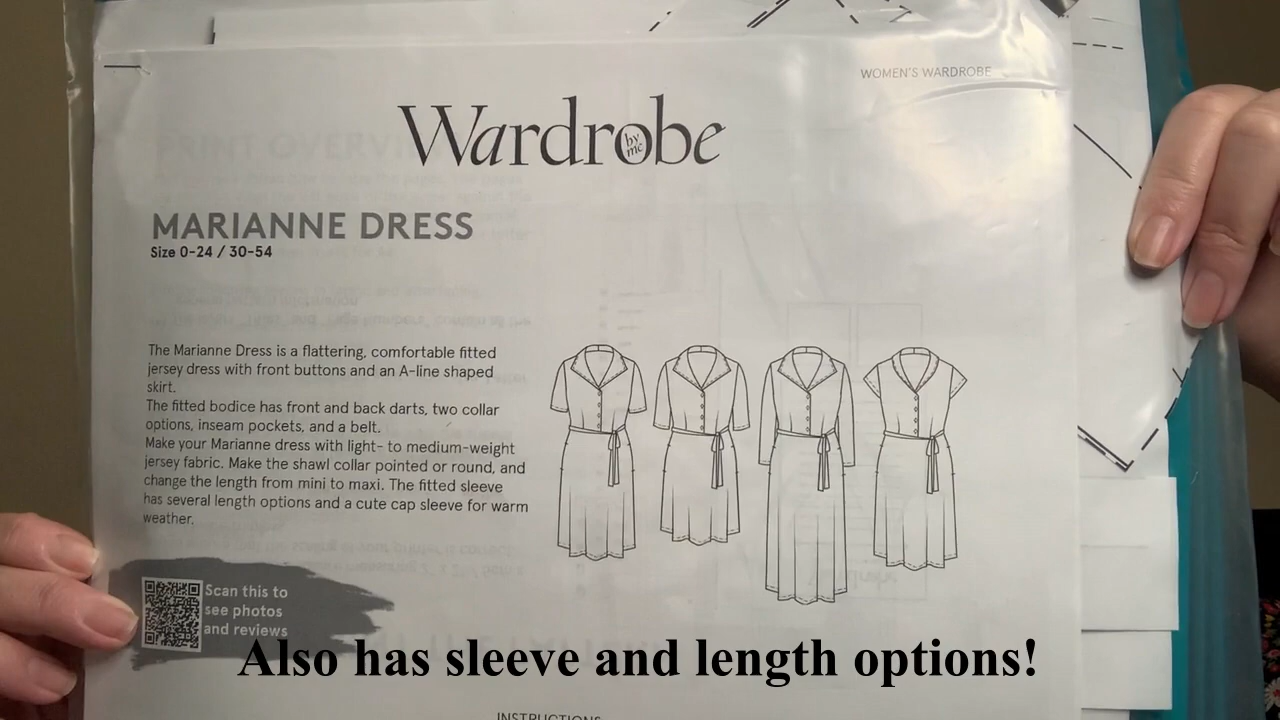 WOMEN'S WARDROBE
Wardrobe
by
me
MARIANNE DRESS
Size 0-24 / 30-54
The Marianne Dress is a flattering, comfortable fitted
jersey dress with front buttons and an A-line shaped
skirt.
The fitted bodice has front and back darts, two collar
options, inseam pockets, and a belt.
Make your Marianne dress with light- to medium-weight
jersey fabric. Make the shawl collar pointed or round, and
change the length from mini to maxi. The fitted sleeve
has several length options and a cute cap sleeve for warm
weather.
Scan this to
see photos
and reviews
Also has sleeve and length options!
INSTRUCTIONS